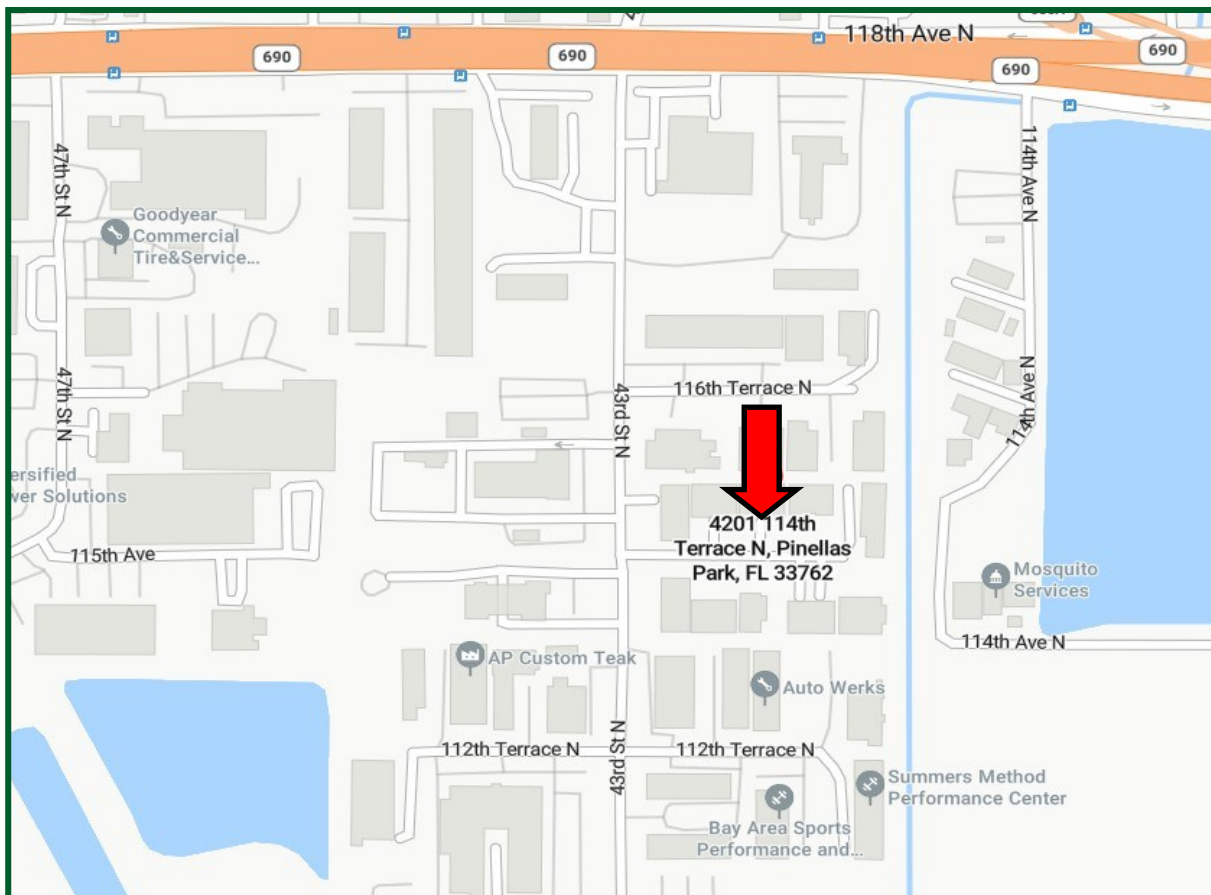 118th Ave N
690
690
690
690
47th St N
114th Ave N
Goodyear
Commercial
Tire&Service...
47th St N
43rd St N
116th Terrace N
114th Ave N
ersified
wer Solutions
4201 114th
Terrace N, Pinellas
Park, FL 33762
115th Ave
Mosquito
Services
114th Ave N
AP Custom Teak
Auto Werks
112th Terrace N
43rd St N
112th Terrace N
Summers Method
Performance Center
Bay Area Sports
Performance and...